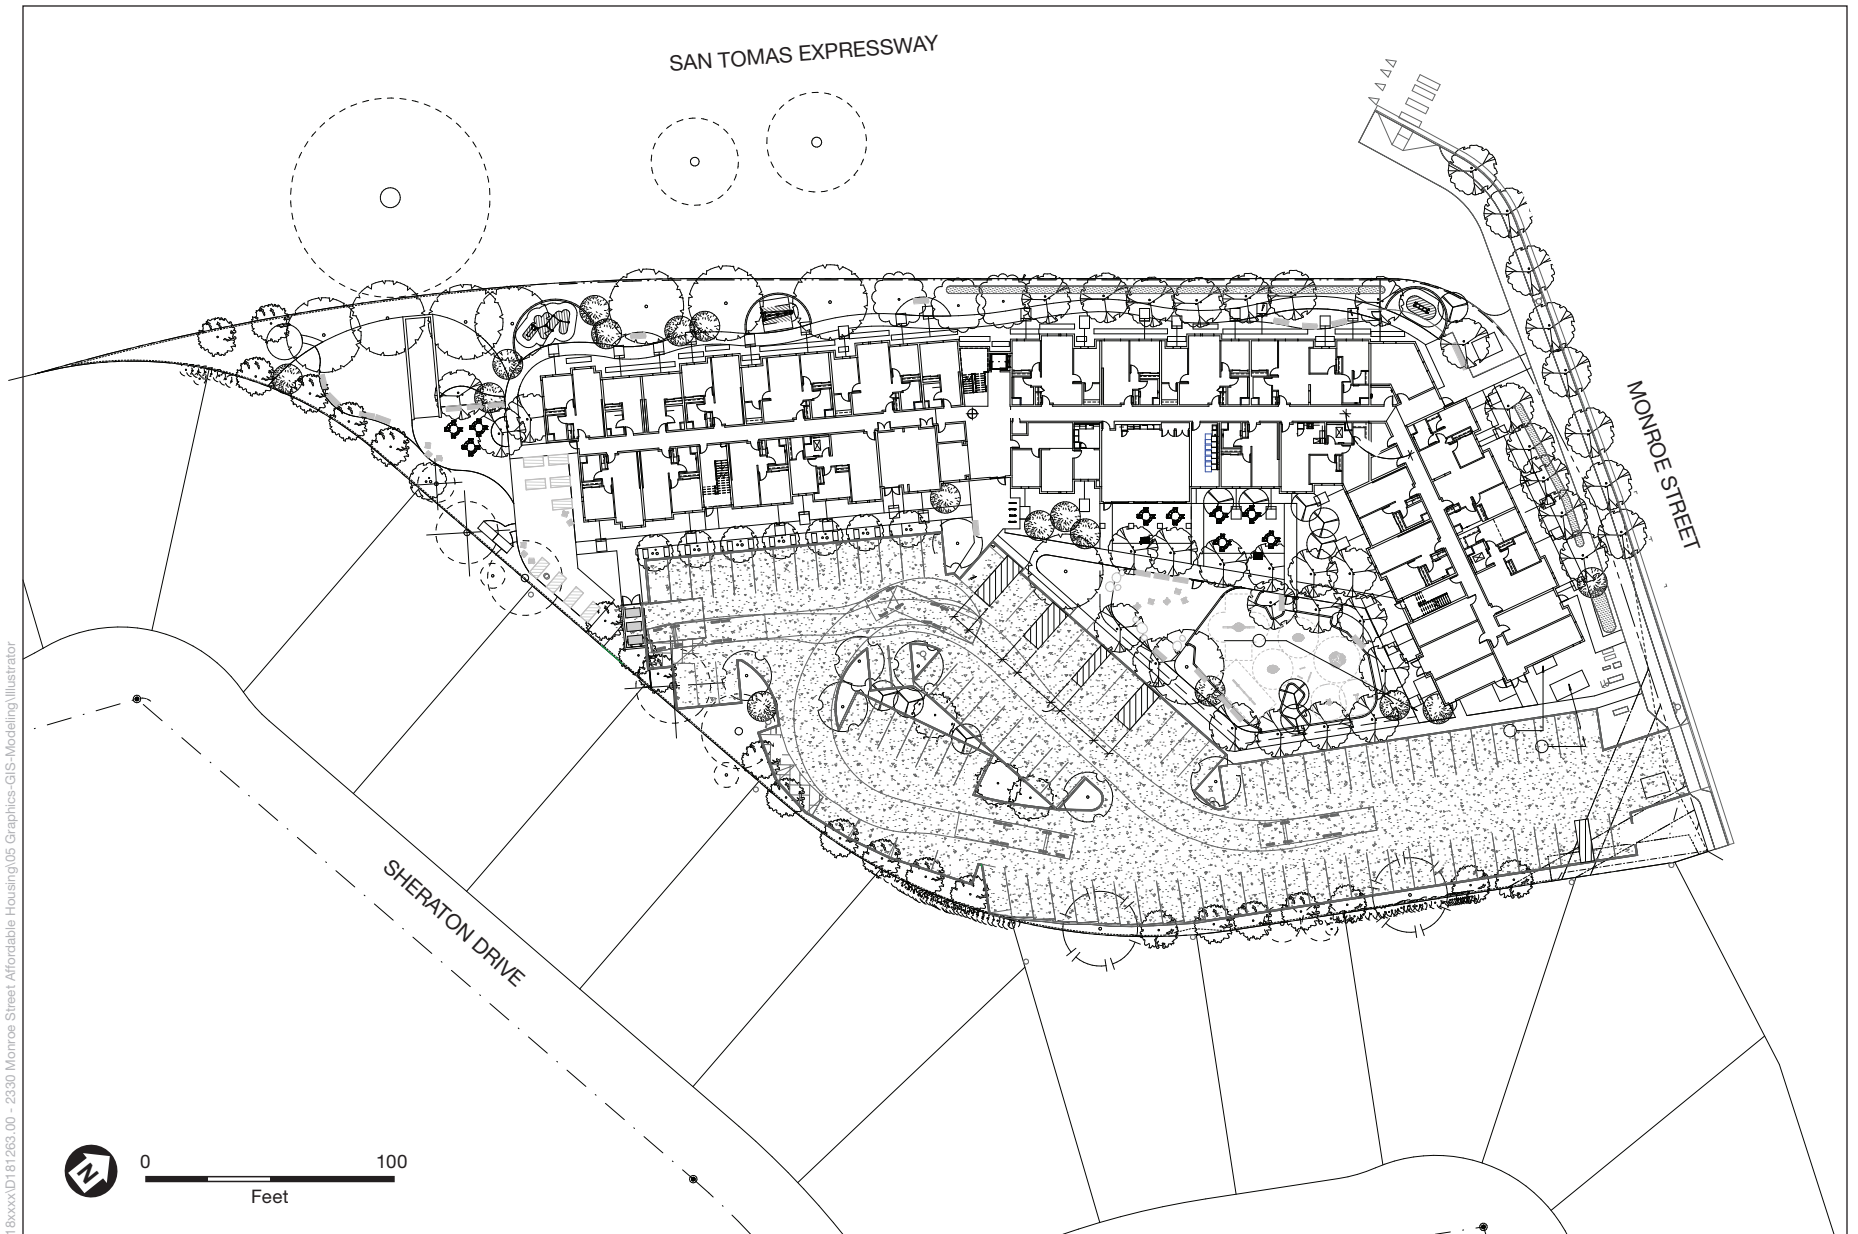 SAN TOMAS EXPRESSWAY
MONROE STREET
SHERATON DRIVE
N
0 100
Feet
18xxxx\D181263.00 - 2330 Monroe Street Affordable Housing\05 Graphics-GIS-Modeling\Illustrator